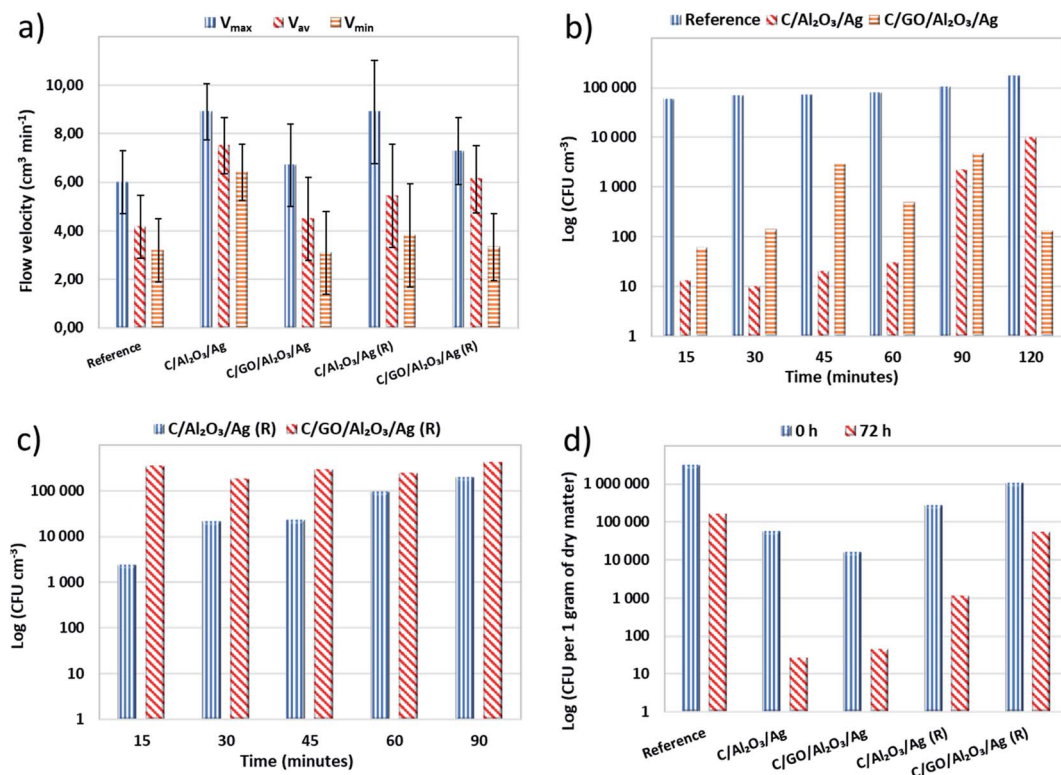 a)
V_max V_av V_min
Flow velocity (cm³ min⁻¹)
10,00
8,00
6,00
4,00
2,00
0,00
Reference
C/Al₂O₃/Ag
C/GO/Al₂O₃/Ag
C/Al₂O₃/Ag (R)
C/GO/Al₂O₃/Ag (R)
b)
Reference C/Al₂O₃/Ag C/GO/Al₂O₃/Ag
Log (CFU cm⁻³)
100 000
10 000
1 000
100
10
1
15 30 45 60 90 120
Time (minutes)
c)
C/Al₂O₃/Ag (R) C/GO/Al₂O₃/Ag (R)
Log (CFU cm⁻³)
100 000
10 000
1 000
100
10
1
15 30 45 60 90
Time (minutes)
d)
0 h 72 h
Log (CFU per 1 gram of dry matter)
1 000 000
100 000
10 000
1 000
100
10
1
Reference
C/Al₂O₃/Ag
C/GO/Al₂O₃/Ag
C/Al₂O₃/Ag (R)
C/GO/Al₂O₃/Ag (R)